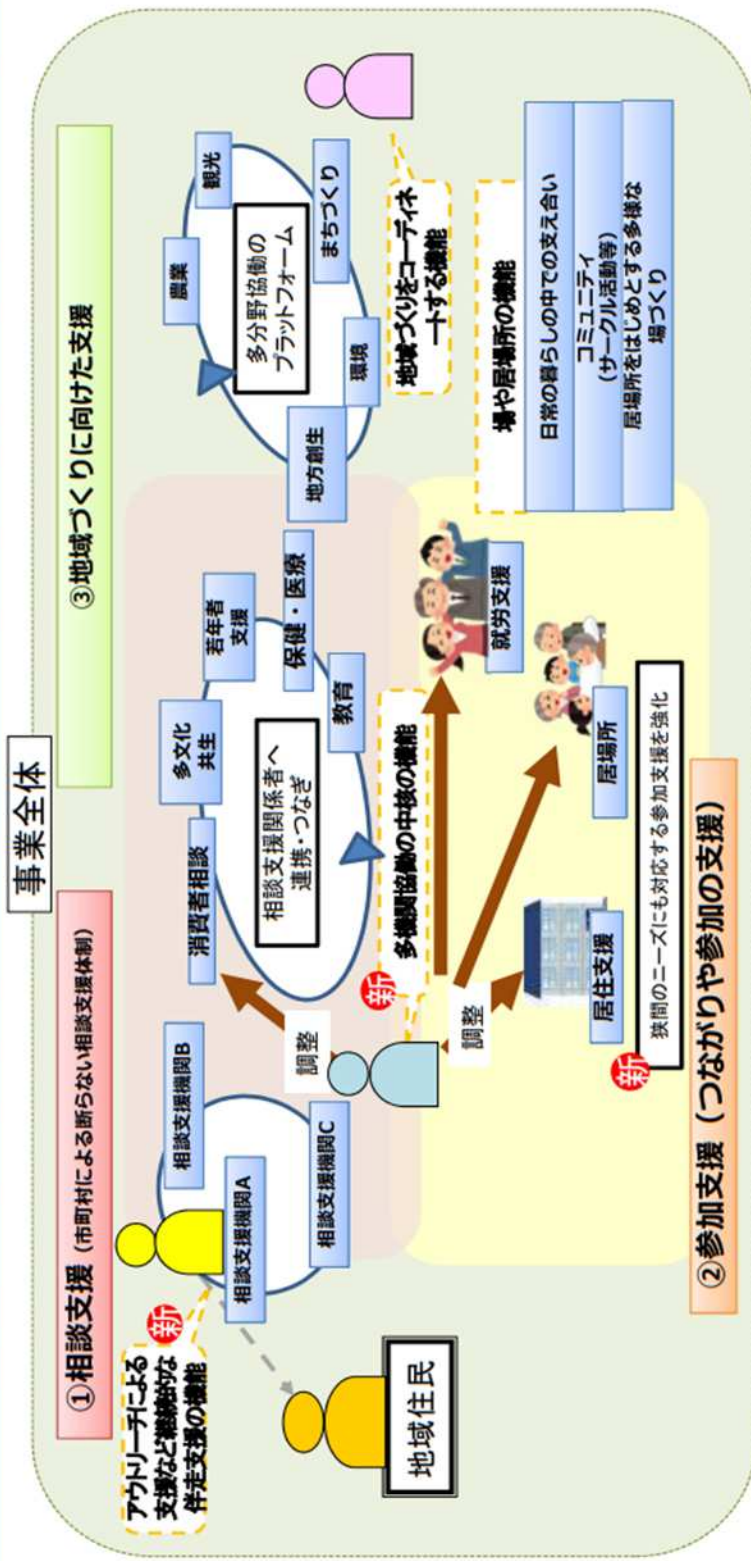 事業全体
①相談支援（市町村による断らない相談支援体制）
③地域づくりに向けた支援
アウトリーチによる
支援など継続的な
伴走支援の機能
新
相談支援機関B
相談支援機関A
相談支援機関C
地域住民
調整
調整
消費者相談
多文化
共生
若年者
支援
保健・医療
教育
相談支援関係者へ
連携・つなぎ
新
多機関協働の中核の機能
農業
観光
まちづくり
環境
地方創生
多分野協働の
プラットフォーム
地域づくりをコーディネ
ートする機能
就労支援
居場所
居住支援
新
狭間のニーズにも対応する参加支援を強化
場や居場所の機能
日常の暮らしの中での支え合い
コミュニティ
（サークル活動等）
居場所をはじめとする多様な
場づくり
②参加支援（つながりや参加の支援）